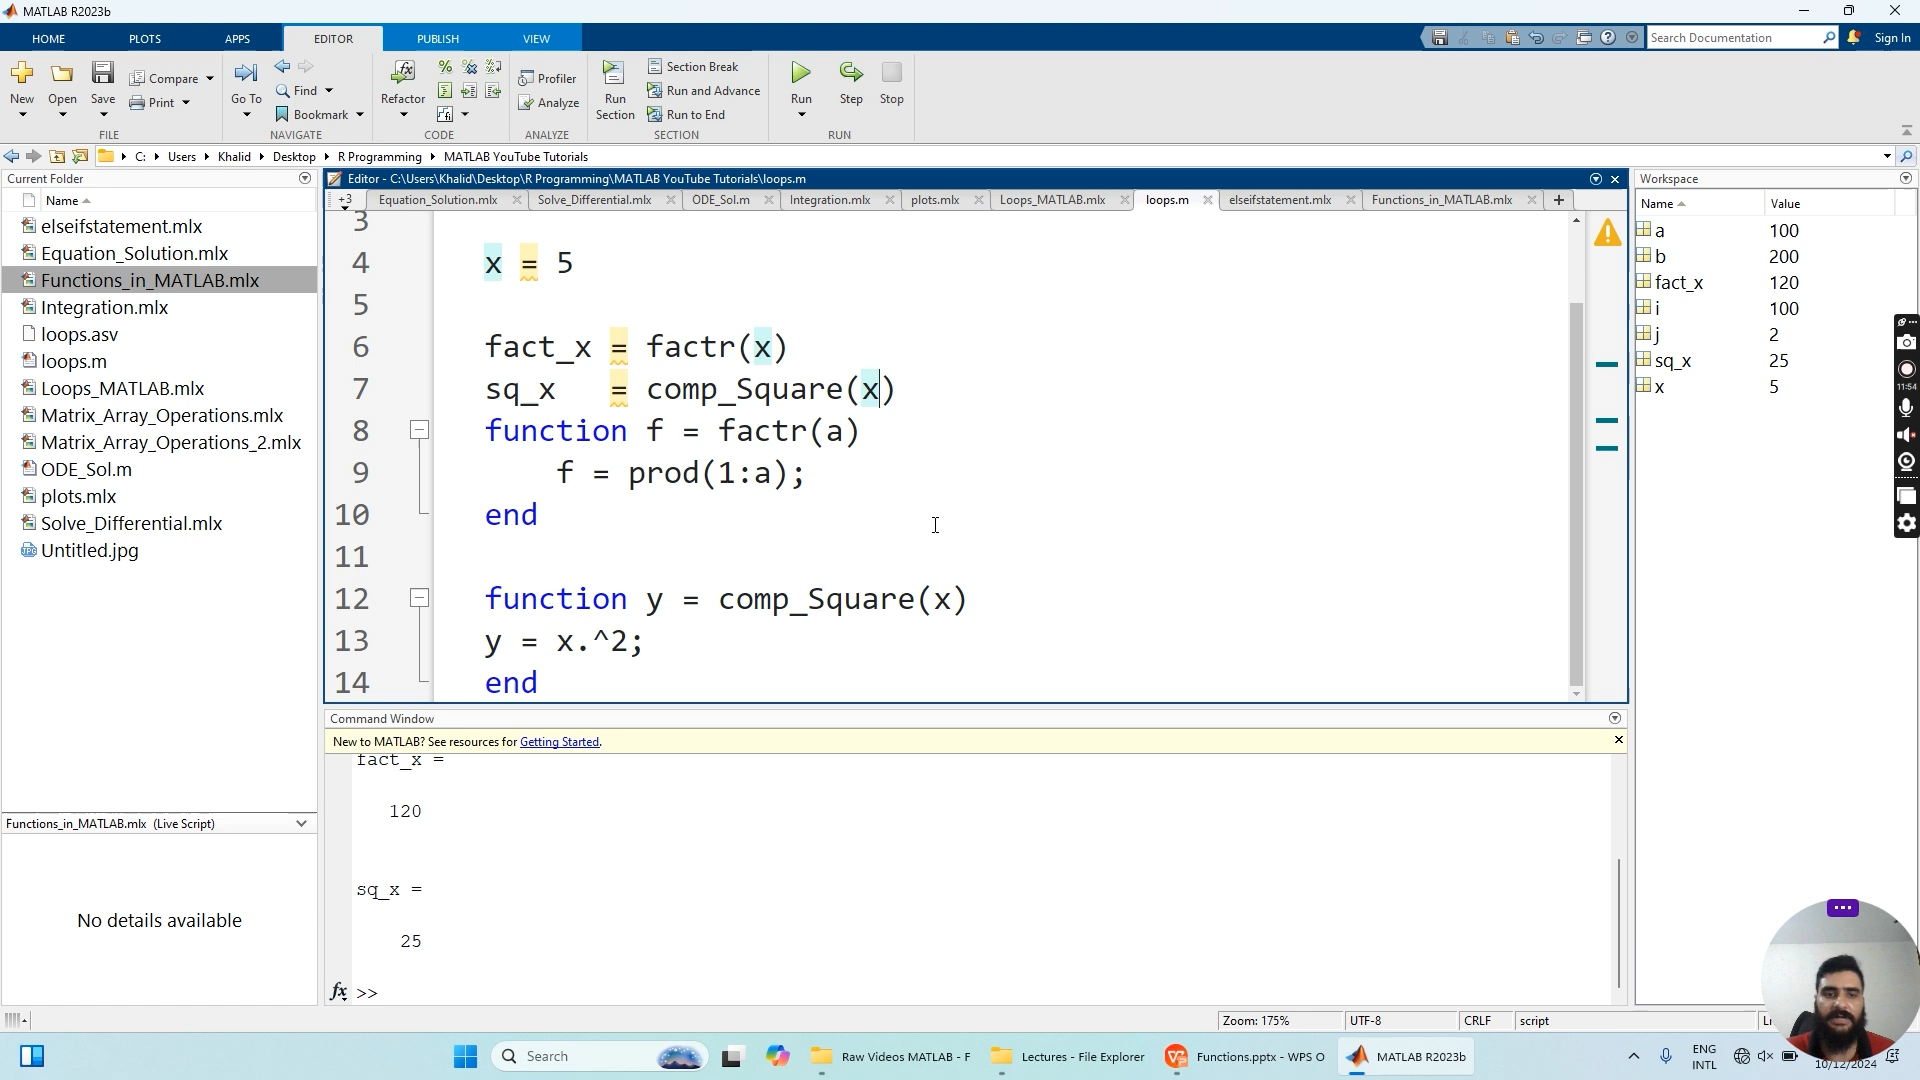 MATLAB R2023b
HOME PLOTS APPS EDITOR PUBLISH VIEW
Search Documentation
Sign In
New Open Save
Compare
Print
FILE
Go To
Find
Bookmark
NAVIGATE
Refactor
CODE
Profiler
Analyze
ANALYZE
Run Section
Section Break
Run and Advance
Run to End
SECTION
Run Step Stop
RUN
C: Users Khalid Desktop R Programming MATLAB YouTube Tutorials
Current Folder
Name
elseifstatement.mlx
Equation_Solution.mlx
Functions_in_MATLAB.mlx
Integration.mlx
loops.asv
loops.m
Loops_MATLAB.mlx
Matrix_Array_Operations.mlx
Matrix_Array_Operations_2.mlx
ODE_Sol.m
plots.mlx
Solve_Differential.mlx
Untitled.jpg
Functions_in_MATLAB.mlx (Live Script)
No details available
Editor - C:\Users\Khalid\Desktop\R Programming\MATLAB YouTube Tutorials\loops.m
+3 Equation_Solution.mlx Solve_Differential.mlx ODE_Sol.m Integration.mlx plots.mlx Loops_MATLAB.mlx loops.m elseifstatement.mlx Functions_in_MATLAB.mlx
3
4 x = 5
5
6 fact_x = factr(x)
7 sq_x = comp_Square(x)
8 function f = factr(a)
9 f = prod(1:a);
10 end
11
12 function y = comp_Square(x)
13 y = x.^2;
14 end
Command Window
New to MATLAB? See resources for Getting Started.
fact_x =
120
sq_x =
25
fx >>
Workspace
Name Value
a 100
b 200
fact_x 120
i 100
j 2
sq_x 25
x 5
11:54
Zoom: 175% UTF-8 CRLF script
Search
Raw Videos MATLAB - F
Lectures - File Explorer
Functions.pptx - WPS O
MATLAB R2023b
ENG
INTL
10/12/2024